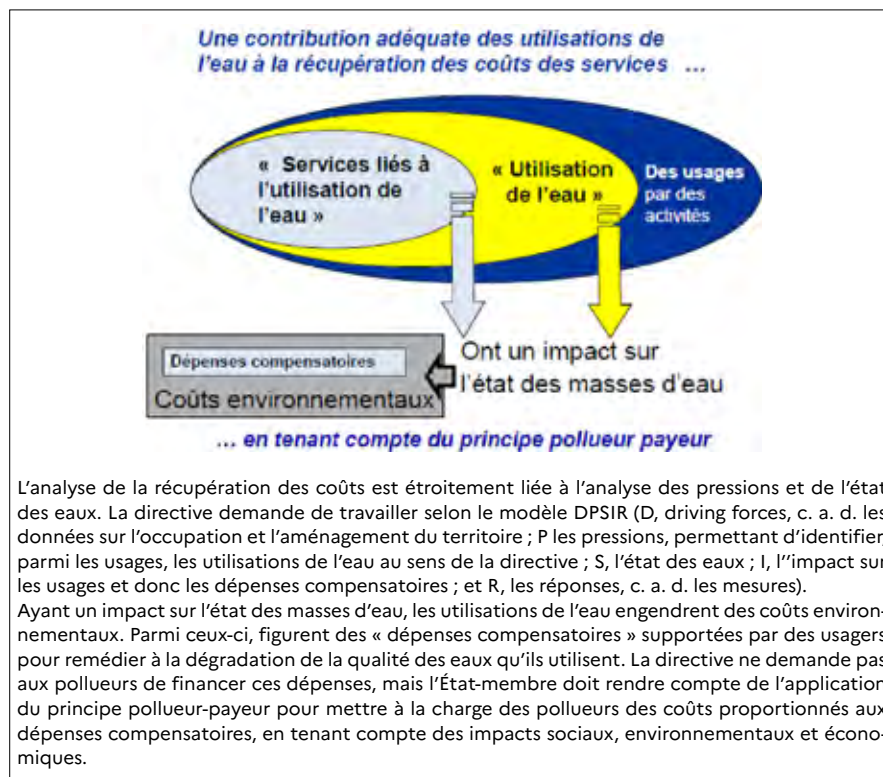 Une contribution adéquate des utilisations de
l'eau à la récupération des coûts des services ...
« Services liés à
l'utilisation de
l'eau »
« Utilisation
de l'eau »
Des usages
par des
activités
Dépenses compensatoires
Coûts environnementaux
Ont un impact sur
l'état des masses d'eau
... en tenant compte du principe pollueur payeur
L'analyse de la récupération des coûts est étroitement liée à l'analyse des pressions et de l'état
des eaux. La directive demande de travailler selon le modèle DPSIR (D, driving forces, c. a. d. les
données sur l'occupation et l'aménagement du territoire ; P les pressions, permettant d'identifier,
parmi les usages, les utilisations de l'eau au sens de la directive ; S, l'état des eaux ; I, l''impact sur
les usages et donc les dépenses compensatoires ; et R, les réponses, c. a. d. les mesures).
Ayant un impact sur l'état des masses d'eau, les utilisations de l'eau engendrent des coûts environ-
nementaux. Parmi ceux-ci, figurent des « dépenses compensatoires » supportées par des usagers
pour remédier à la dégradation de la qualité des eaux qu'ils utilisent. La directive ne demande pas
aux pollueurs de financer ces dépenses, mais l'État-membre doit rendre compte de l'application
du principe pollueur-payeur pour mettre à la charge des pollueurs des coûts proportionnés aux
dépenses compensatoires, en tenant compte des impacts sociaux, environnementaux et écono-
miques.